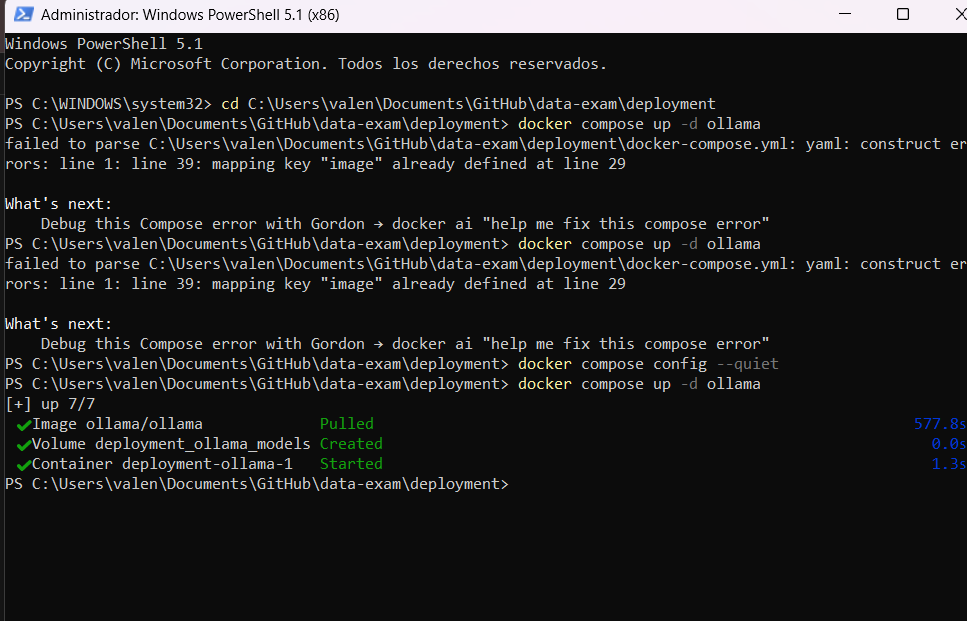 Administrador: Windows PowerShell 5.1 (x86)
Windows PowerShell 5.1
Copyright (C) Microsoft Corporation. Todos los derechos reservados.
PS C:\WINDOWS\system32> cd C:\Users\valen\Documents\GitHub\data-exam\deployment
PS C:\Users\valen\Documents\GitHub\data-exam\deployment> docker compose up -d ollama
failed to parse C:\Users\valen\Documents\GitHub\data-exam\deployment\docker-compose.yml: yaml: construct er
rors: line 1: line 39: mapping key "image" already defined at line 29
What's next:
    Debug this Compose error with Gordon → docker ai "help me fix this compose error"
PS C:\Users\valen\Documents\GitHub\data-exam\deployment> docker compose up -d ollama
failed to parse C:\Users\valen\Documents\GitHub\data-exam\deployment\docker-compose.yml: yaml: construct er
rors: line 1: line 39: mapping key "image" already defined at line 29
What's next:
    Debug this Compose error with Gordon → docker ai "help me fix this compose error"
PS C:\Users\valen\Documents\GitHub\data-exam\deployment> docker compose config --quiet
PS C:\Users\valen\Documents\GitHub\data-exam\deployment> docker compose up -d ollama
[+] up 7/7
✔Image ollama/ollama Pulled 577.8s
✔Volume deployment_ollama_models Created 0.0s
✔Container deployment-ollama-1 Started 1.3s
PS C:\Users\valen\Documents\GitHub\data-exam\deployment>